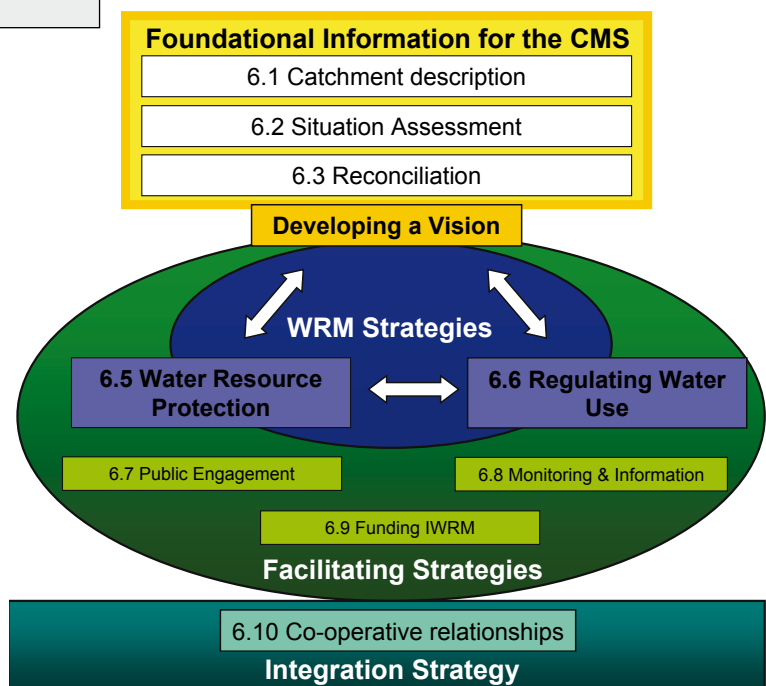 Foundational Information for the CMS
6.1 Catchment description
6.2 Situation Assessment
6.3 Reconciliation
Developing a Vision
WRM Strategies
6.5 Water Resource
Protection
6.6 Regulating Water
Use
6.7 Public Engagement
6.8 Monitoring & Information
6.9 Funding IWRM
Facilitating Strategies
6.10 Co-operative relationships
Integration Strategy